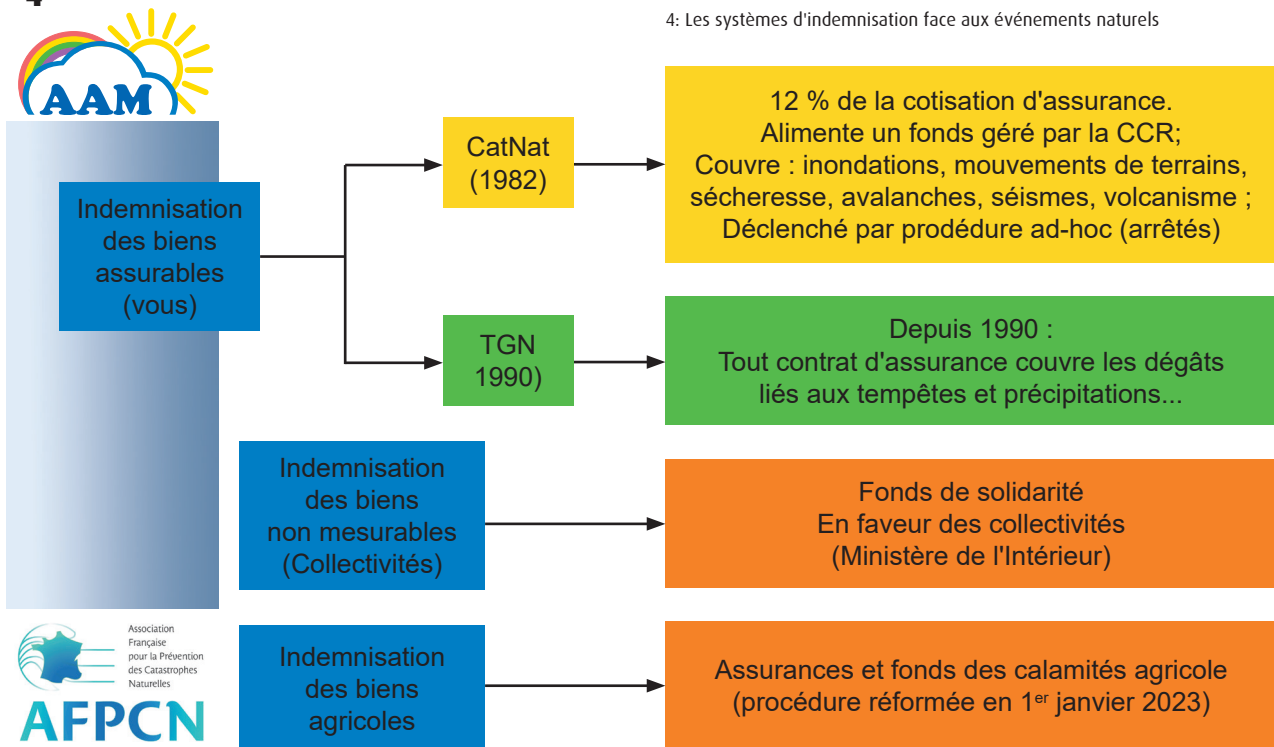 4
4: Les systèmes d'indemnisation face aux événements naturels
AAM
Indemnisation
des biens
assurables
(vous)
CatNat
(1982)
12 % de la cotisation d'assurance.
Alimente un fonds géré par la CCR;
Couvre : inondations, mouvements de terrains,
sécheresse, avalanches, séismes, volcanisme ;
Déclenché par prodédure ad-hoc (arrêtés)
TGN
1990)
Depuis 1990 :
Tout contrat d'assurance couvre les dégâts
liés aux tempêtes et précipitations...
Indemnisation
des biens
non mesurables
(Collectivités)
Fonds de solidarité
En faveur des collectivités
(Ministère de l'Intérieur)
Association
Française
pour la Prévention
des Catastrophes
Naturelles
AFPCN
Indemnisation
des biens
agricoles
Assurances et fonds des calamités agricole
(procédure réformée en 1er janvier 2023)